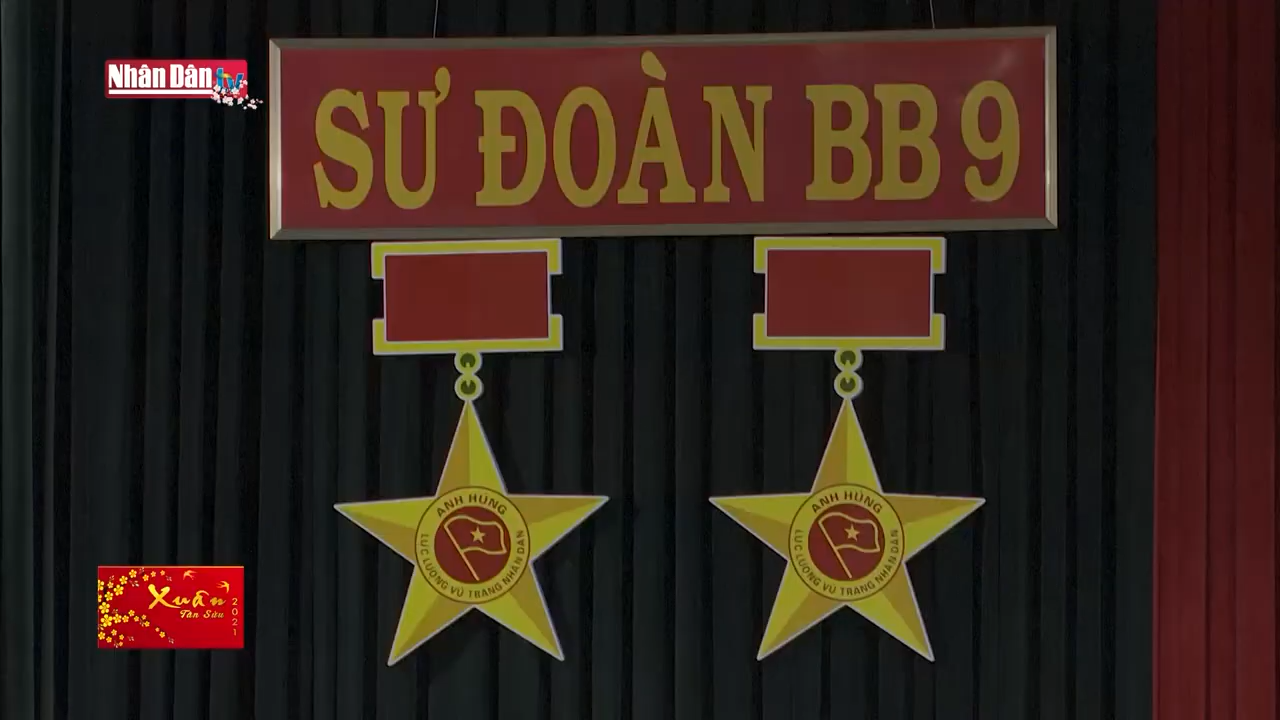 Nhân Dân tv
SƯ ĐOÀN BB 9
ANH HÙNG
LỰC LƯỢNG VŨ TRANG NHÂN DÂN
ANH HÙNG
LỰC LƯỢNG VŨ TRANG NHÂN DÂN
Xuân
Tân Sửu
2021